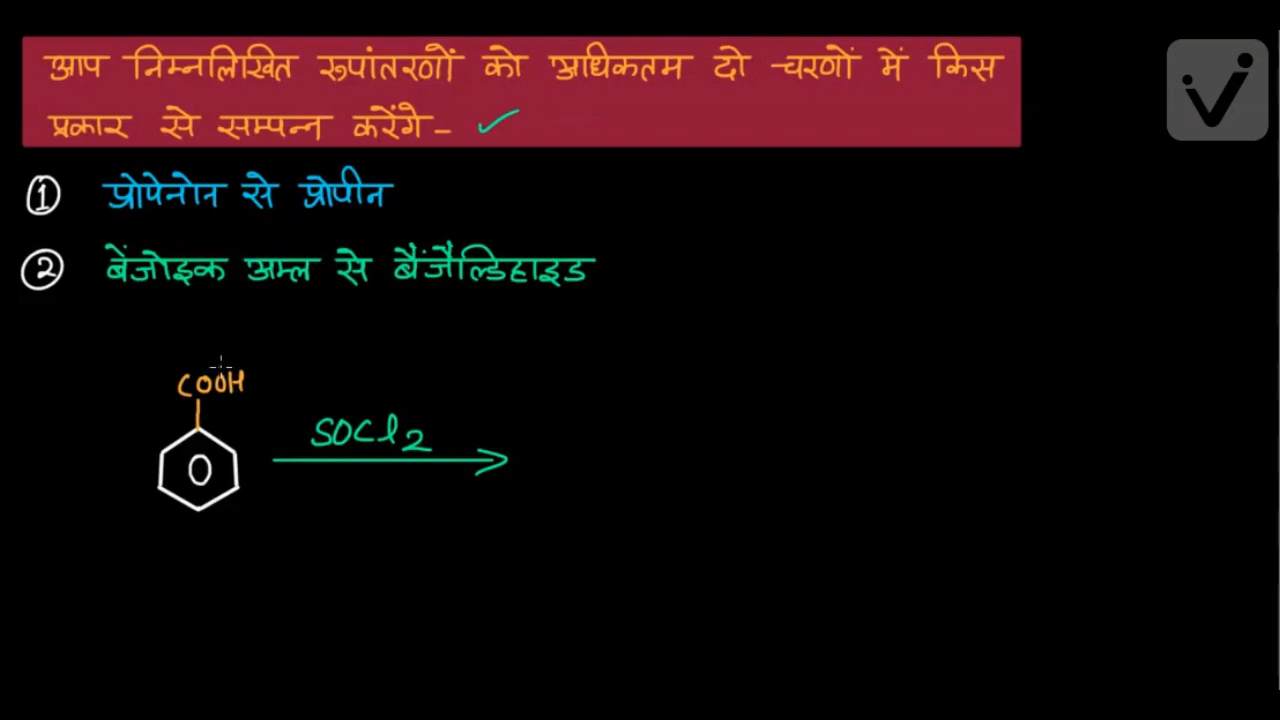 आप निम्नलिखित रूपांतरणों को अधिकतम दो चरणों में किस
प्रकार से सम्पन्न करेंगे-
① प्रोपेनोन से प्रोपीन
② बेंजोइक अम्ल से बैंजैल्डिहाइड
COOH
SOCl2